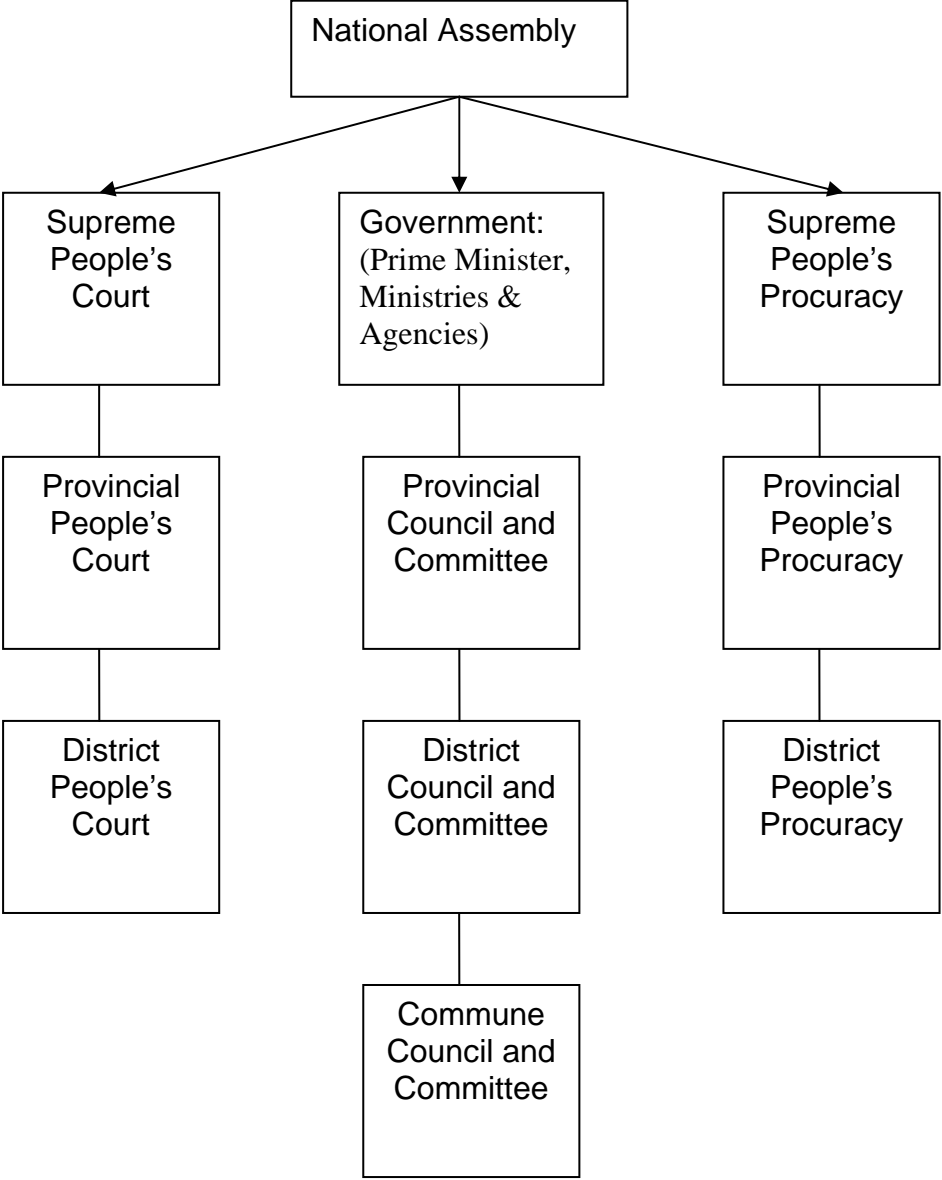 National Assembly
Supreme
People’s
Court
Government:
(Prime Minister,
Ministries &
Agencies)
Supreme
People’s
Procuracy
Provincial
People’s
Court
Provincial
Council and
Committee
Provincial
People’s
Procuracy
District
People’s
Court
District
Council and
Committee
District
People’s
Procuracy
Commune
Council and
Committee